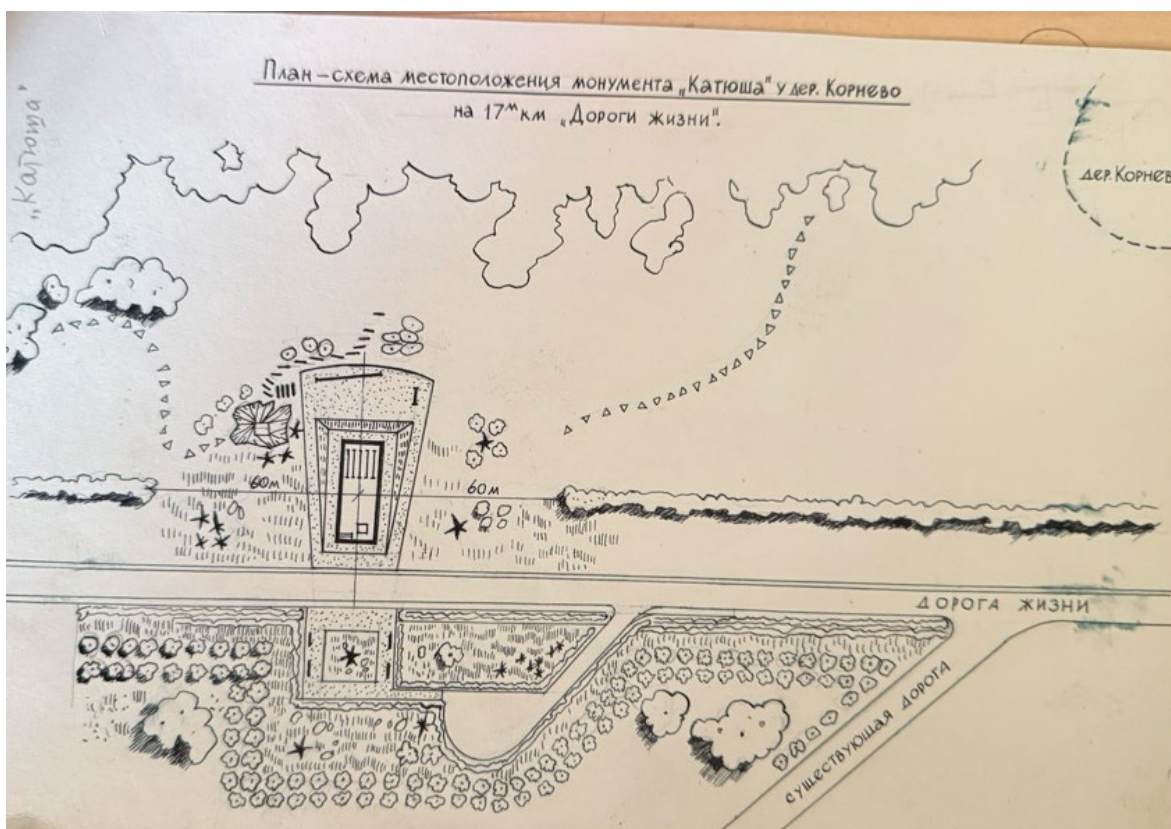 План-схема местоположения монумента „Катюша" у дер. Корнево
на 17ᵐ км „Дороги жизни".
„Катюша"
дер. Корнев
I
60м
60м
ДОРОГА ЖИЗНИ
СУЩЕСТВУЮЩАЯ ДОРОГА